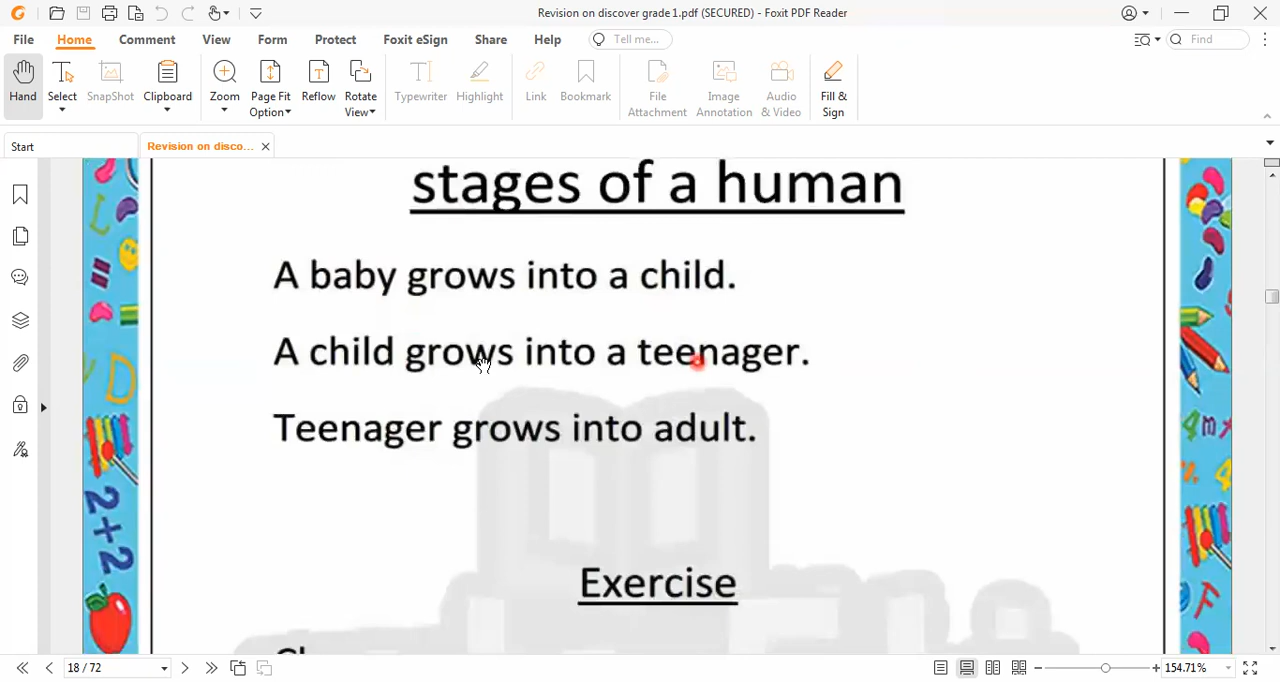 Revision on discover grade1.pdf (SECURED) - Foxit PDF Reader
File Home Comment View Form Protect Foxit eSign Share Help Tell me... Find
Hand Select SnapShot Clipboard Zoom Page Fit Option Reflow Rotate View Typewriter Highlight Link Bookmark File Attachment Image Annotation Audio & Video Fill & Sign
Start Revision on disco...
stages of a human
A baby grows into a child.
A child grows into a teenager.
Teenager grows into adult.
Exercise
18 / 72 154.71%